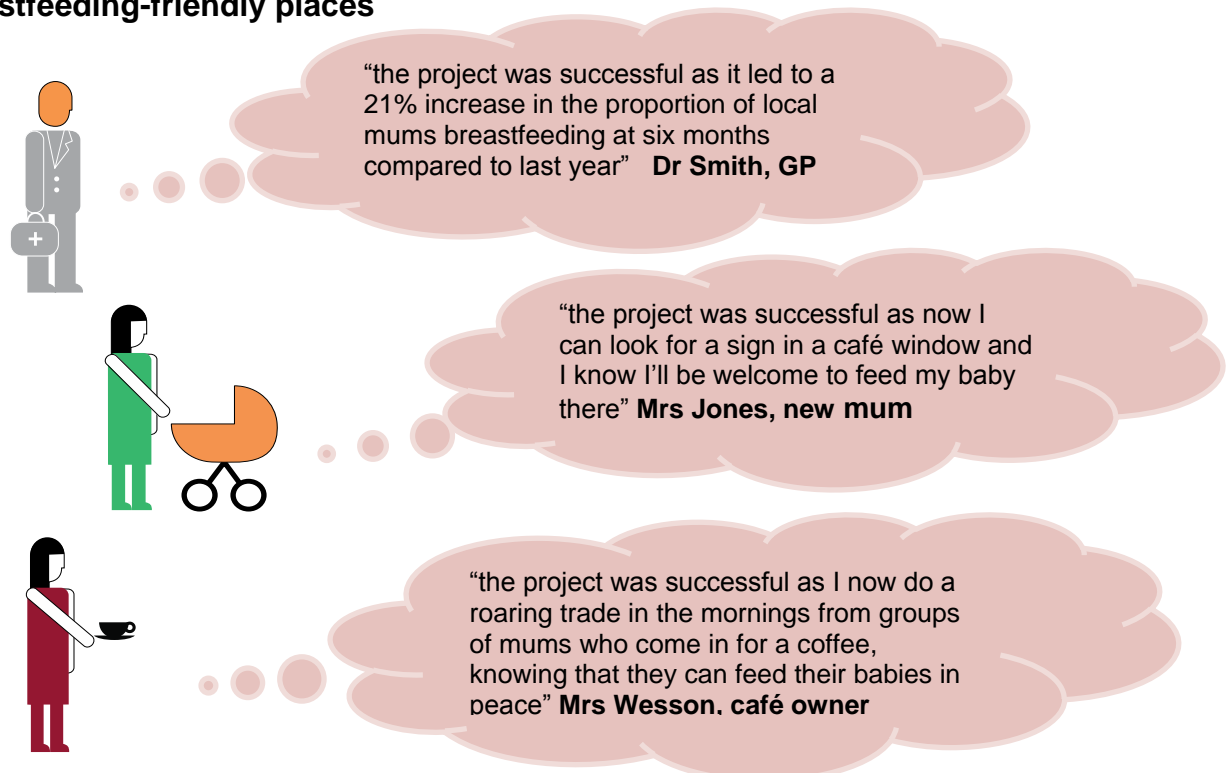 stfeeding-friendly places
“the project was successful as it led to a
21% increase in the proportion of local
mums breastfeeding at six months
compared to last year” Dr Smith, GP
“the project was successful as now I
can look for a sign in a café window and
I know I’ll be welcome to feed my baby
there” Mrs Jones, new mum
“the project was successful as I now do a
roaring trade in the mornings from groups
of mums who come in for a coffee,
knowing that they can feed their babies in
peace” Mrs Wesson, café owner